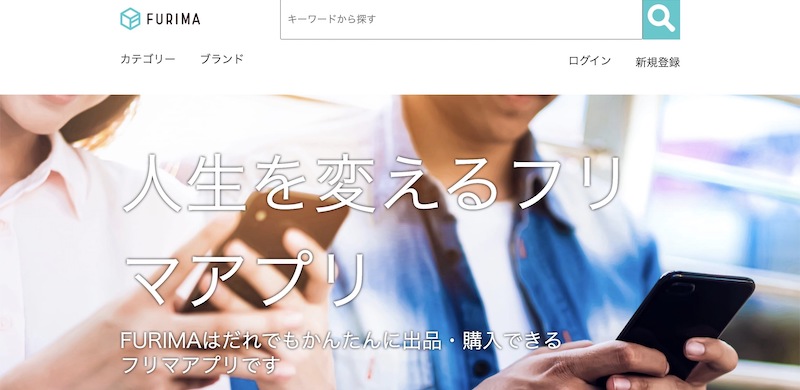 FURIMA
キーワードから探す
カテゴリー ブランド ログイン 新規登録
人生を変えるフリ
マアプリ
FURIMAはだれでもかんたんに出品・購入できる
フリマアプリです